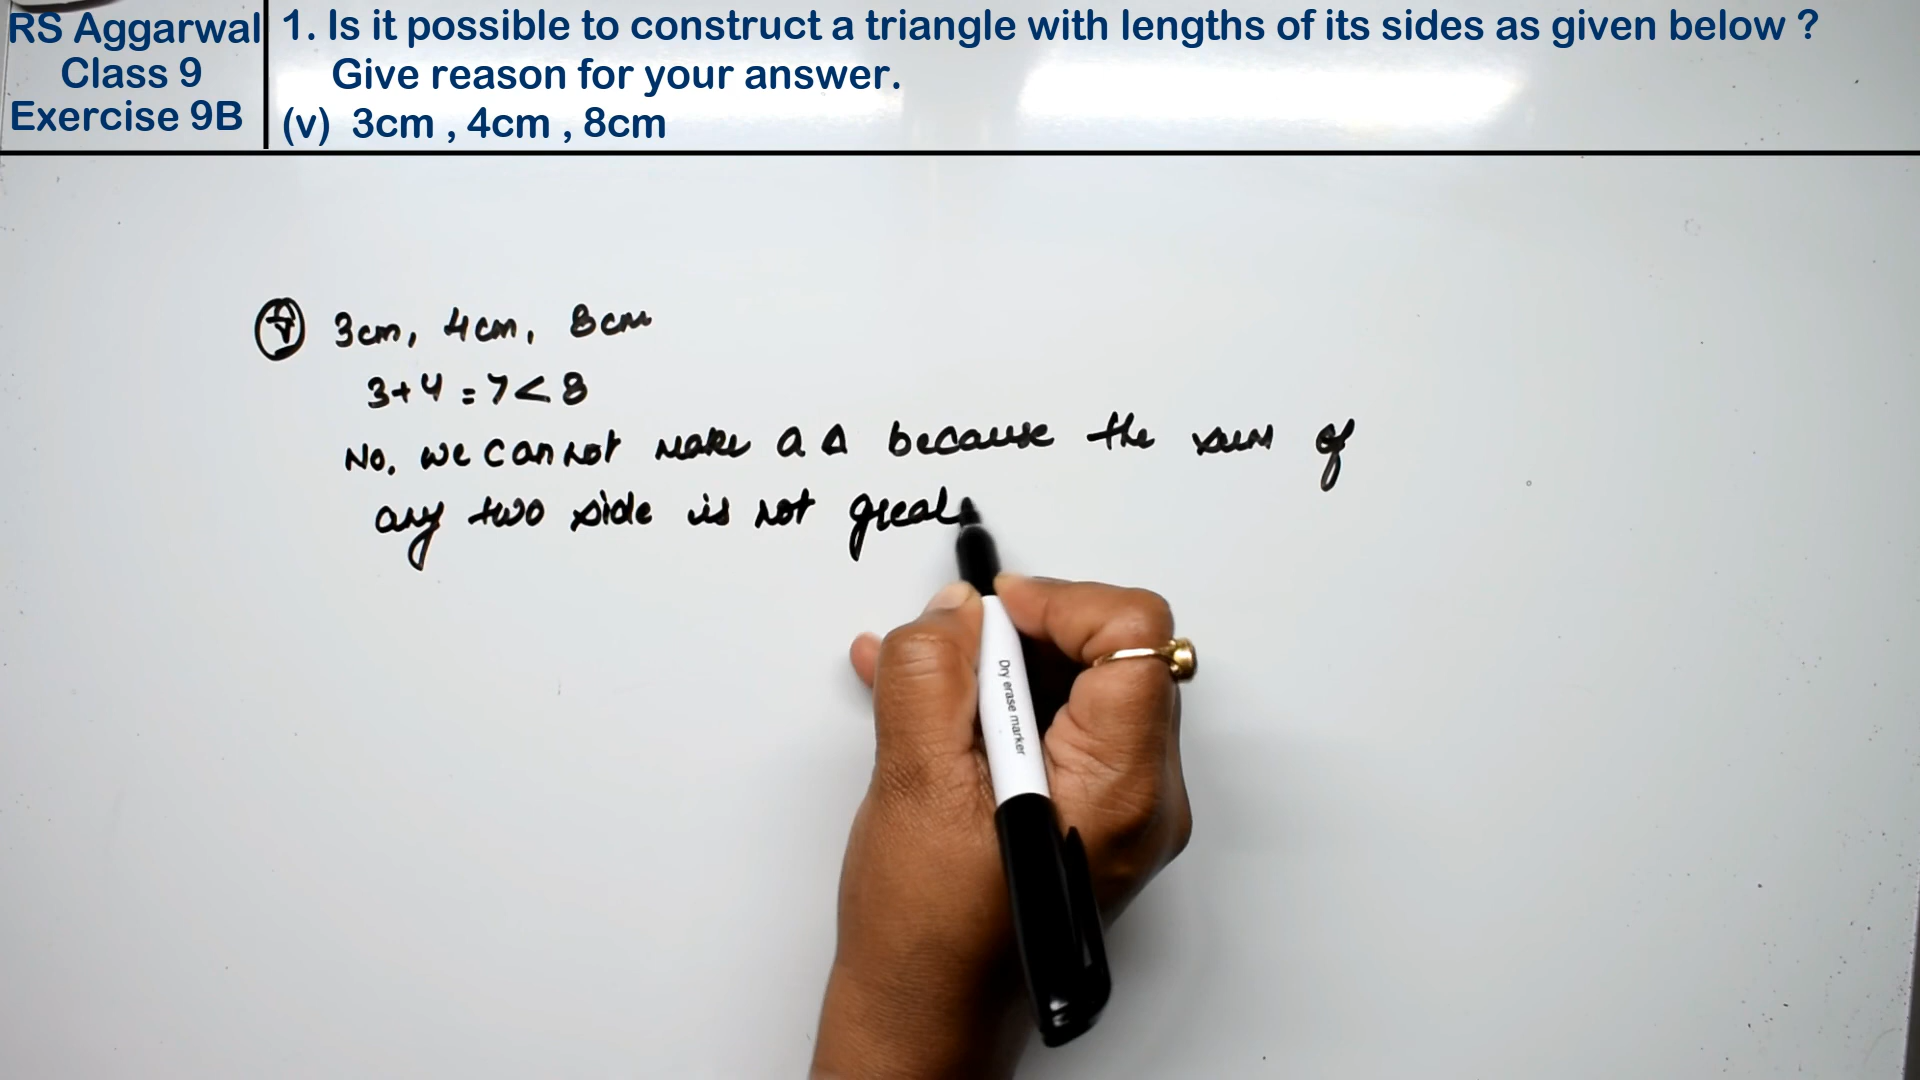 RS Aggarwal
Class 9
Exercise 9B
1. Is it possible to construct a triangle with lengths of its sides as given below ?
Give reason for your answer.
(v) 3cm , 4cm , 8cm
(v) 3cm, 4cm, 8cm
3+4 = 7 < 8
No. we cannot make a Δ because the sum of
any two side is not great
Dry erase marker